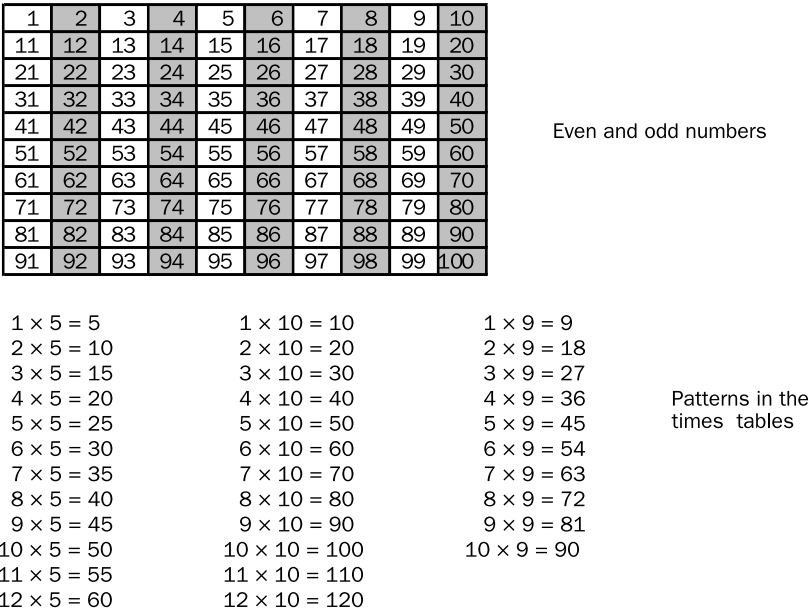 1 2 3 4 5 6 7 8 9 10
11 12 13 14 15 16 17 18 19 20
21 22 23 24 25 26 27 28 29 30
31 32 33 34 35 36 37 38 39 40
41 42 43 44 45 46 47 48 49 50
51 52 53 54 55 56 57 58 59 60
61 62 63 64 65 66 67 68 69 70
71 72 73 74 75 76 77 78 79 80
81 82 83 84 85 86 87 88 89 90
91 92 93 94 95 96 97 98 99 100
Even and odd numbers
1 × 5 = 5
2 × 5 = 10
3 × 5 = 15
4 × 5 = 20
5 × 5 = 25
6 × 5 = 30
7 × 5 = 35
8 × 5 = 40
9 × 5 = 45
10 × 5 = 50
11 × 5 = 55
12 × 5 = 60
1 × 10 = 10
2 × 10 = 20
3 × 10 = 30
4 × 10 = 40
5 × 10 = 50
6 × 10 = 60
7 × 10 = 70
8 × 10 = 80
9 × 10 = 90
10 × 10 = 100
11 × 10 = 110
12 × 10 = 120
1 × 9 = 9
2 × 9 = 18
3 × 9 = 27
4 × 9 = 36
5 × 9 = 45
6 × 9 = 54
7 × 9 = 63
8 × 9 = 72
9 × 9 = 81
10 × 9 = 90
Patterns in the
times tables